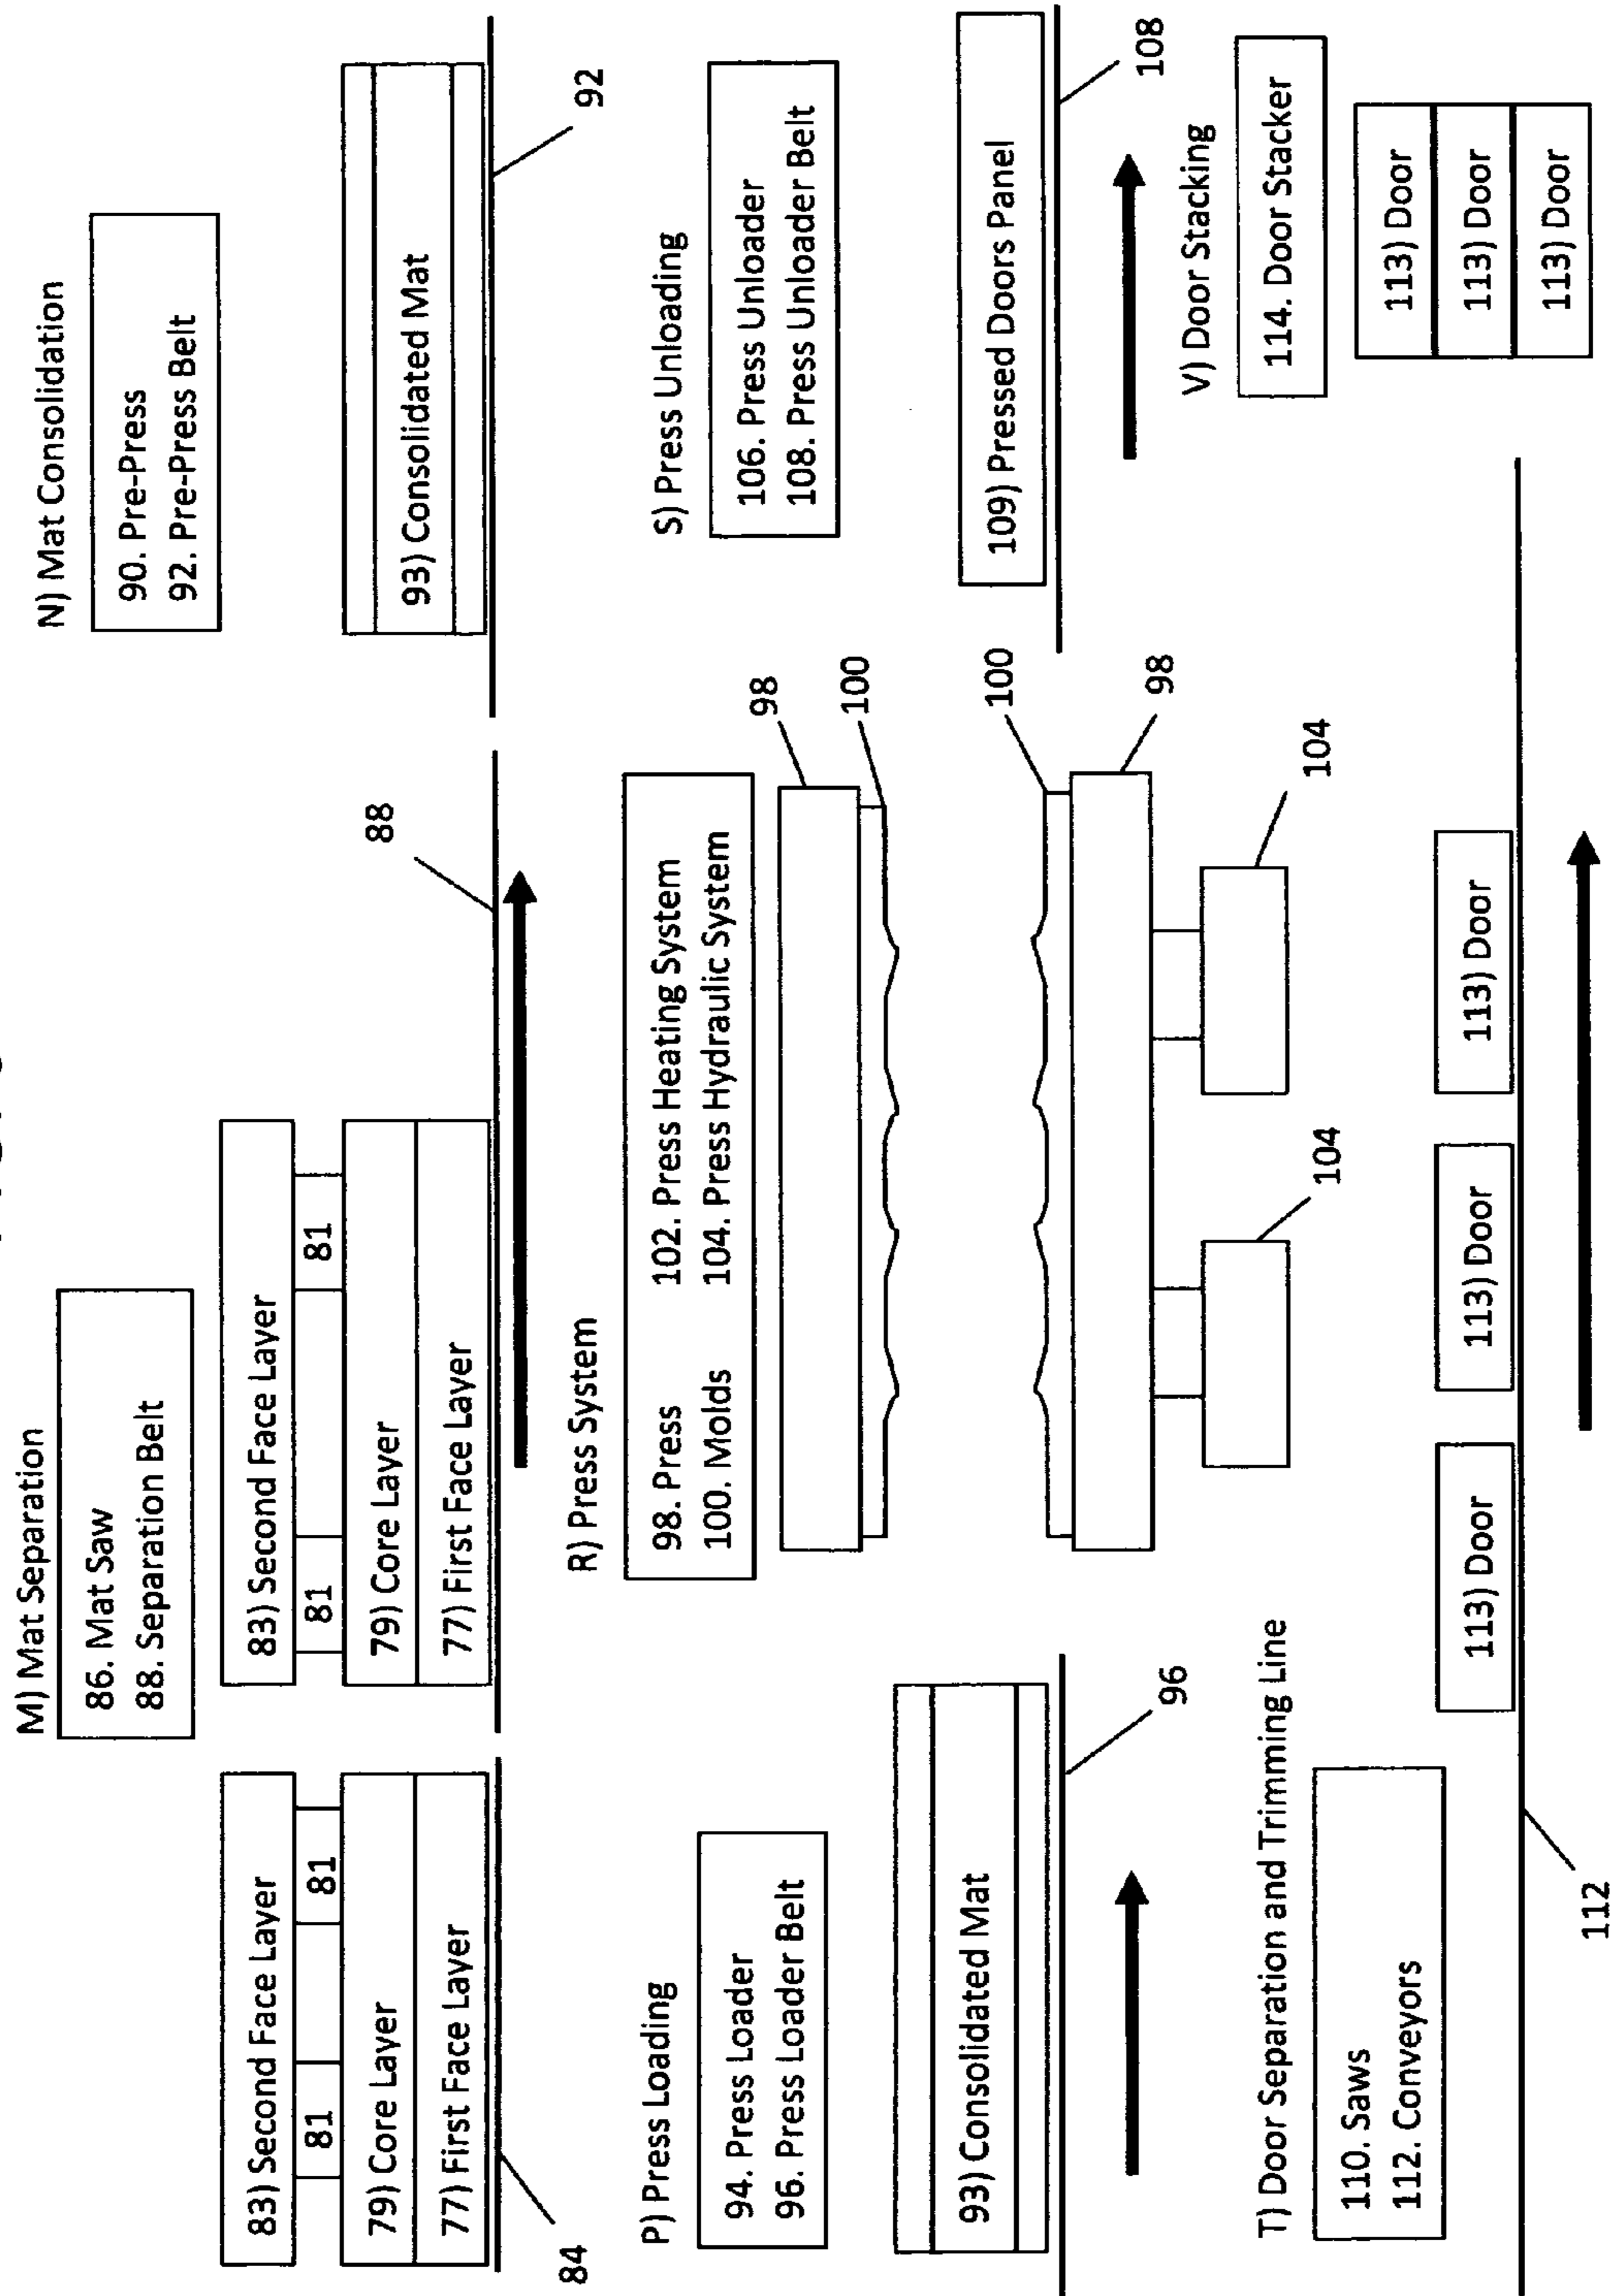 M) Mat Separation
86. Mat Saw
88. Separation Belt
83) Second Face Layer
81
81
79) Core Layer
77) First Face Layer
84
83) Second Face Layer
81
81
79) Core Layer
77) First Face Layer
88
N) Mat Consolidation
90. Pre-Press
92. Pre-Press Belt
93) Consolidated Mat
92
P) Press Loading
94. Press Loader
96. Press Loader Belt
93) Consolidated Mat
96
R) Press System
98. Press 102. Press Heating System
100. Molds 104. Press Hydraulic System
98
100
100
98
104
104
S) Press Unloading
106. Press Unloader
108. Press Unloader Belt
109) Pressed Doors Panel
108
T) Door Separation and Trimming Line
110. Saws
112. Conveyors
113) Door
113) Door
113) Door
112
V) Door Stacking
114. Door Stacker
113) Door
113) Door
113) Door